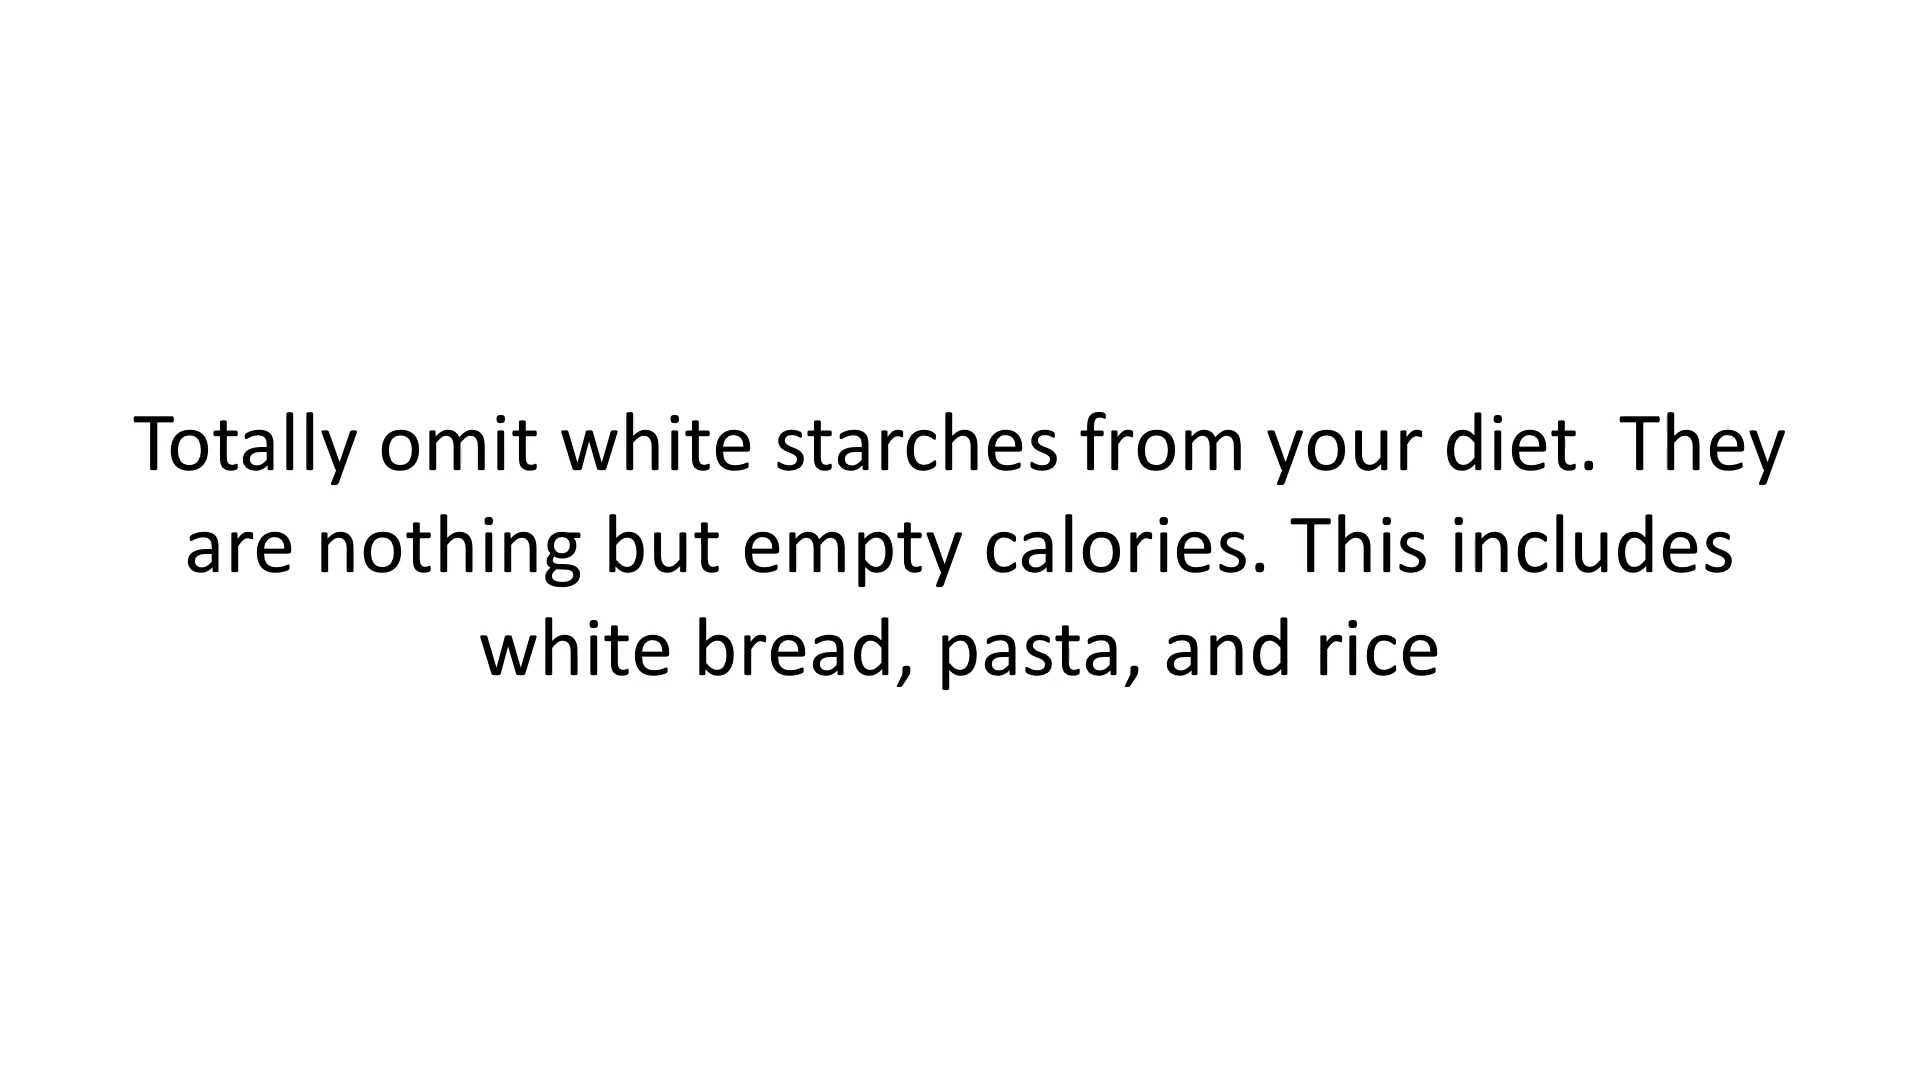 Totally omit white starches from your diet. They
are nothing but empty calories. This includes
white bread, pasta, and rice